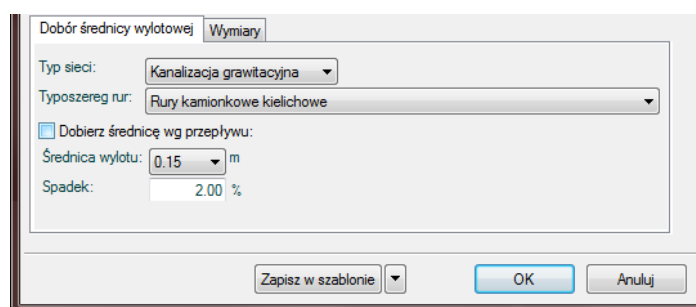 Dobór średnicy wylotowej Wymiary
Typ sieci: Kanalizacja grawitacyjna
Typoszereg rur: Rury kamionkowe kielichowe
Dobierz średnicę wg przepływu:
Średnica wylotu: 0.15 m
Spadek: 2.00 %
Zapisz w szablonie OK Anuluj